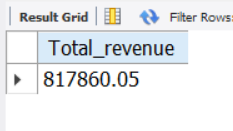 Result Grid Filter Rows:
Total_revenue
817860.05